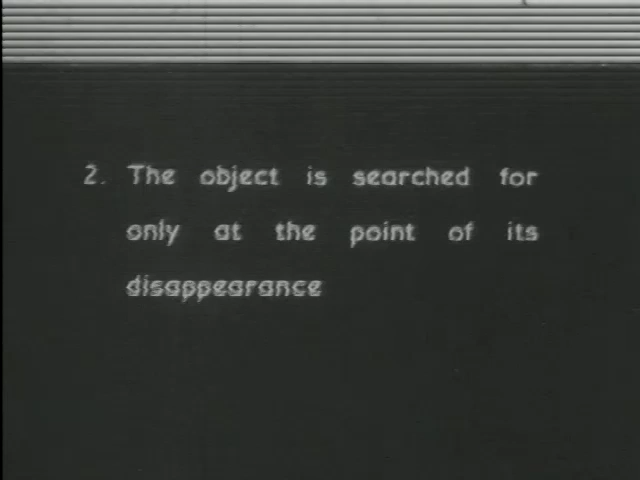 2. The object is searched for
only at the point of its
disappearance